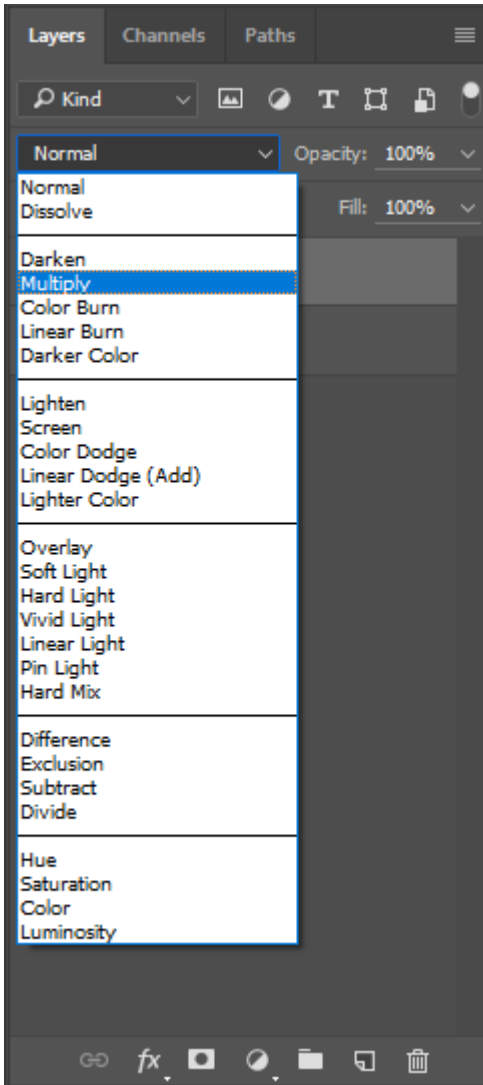 Layers Channels Paths
Kind
Normal Opacity: 100%
Fill: 100%
Normal
Dissolve
Darken
Multiply
Color Burn
Linear Burn
Darker Color
Lighten
Screen
Color Dodge
Linear Dodge (Add)
Lighter Color
Overlay
Soft Light
Hard Light
Vivid Light
Linear Light
Pin Light
Hard Mix
Difference
Exclusion
Subtract
Divide
Hue
Saturation
Color
Luminosity
fx